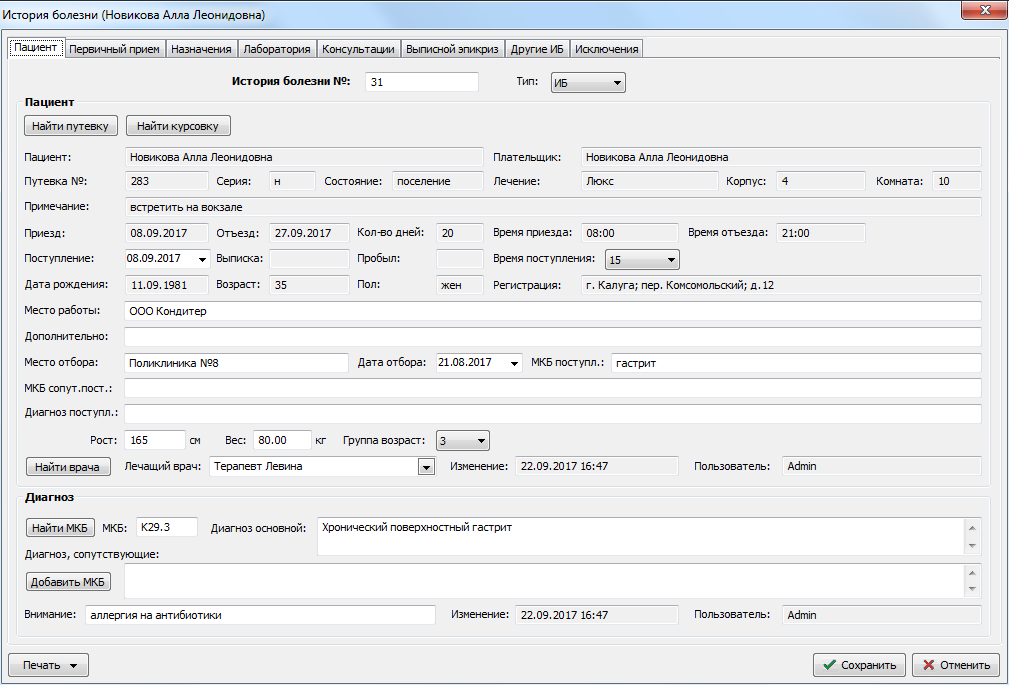 История болезни (Новикова Алла Леонидовна)
Пациент Первичный прием Назначения Лаборатория Консультации Выписной эпикриз Другие ИБ Исключения
История болезни №: 31 Тип: ИБ
Пациент
Найти путевку Найти курсовку
Пациент: Новикова Алла Леонидовна Плательщик: Новикова Алла Леонидовна
Путевка №: 283 Серия: н Состояние: поселение Лечение: Люкс Корпус: 4 Комната: 10
Примечание: встретить на вокзале
Приезд: 08.09.2017 Отъезд: 27.09.2017 Кол-во дней: 20 Время приезда: 08:00 Время отъезда: 21:00
Поступление: 08.09.2017 Выписка: Пробыл: Время поступления: 15
Дата рождения: 11.09.1981 Возраст: 35 Пол: жен Регистрация: г. Калуга; пер. Комсомольский; д.12
Место работы: ООО Кондитер
Дополнительно:
Место отбора: Поликлиника №8 Дата отбора: 21.08.2017 МКБ поступл.: гастрит
МКБ сопут.пост.:
Диагноз поступл.:
Рост: 165 см Вес: 80.00 кг Группа возраст: 3
Найти врача Лечащий врач: Терапевт Левина Изменение: 22.09.2017 16:47 Пользователь: Admin
Диагноз
Найти МКБ МКБ: K29.3 Диагноз основной: Хронический поверхностный гастрит
Диагноз, сопутствующие:
Добавить МКБ
Внимание: аллергия на антибиотики Изменение: 22.09.2017 16:47 Пользователь: Admin
Печать Сохранить Отменить